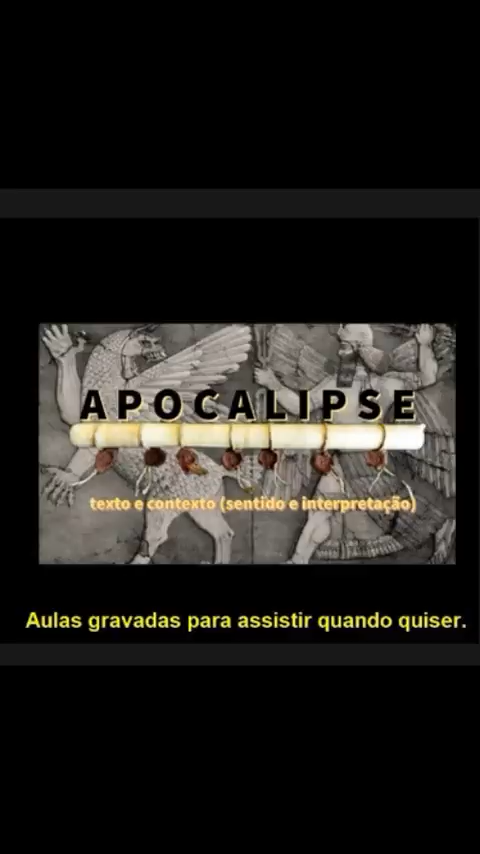 APOCALIPSE
texto e contexto (sentido e interpretação)
Aulas gravadas para assistir quando quiser.